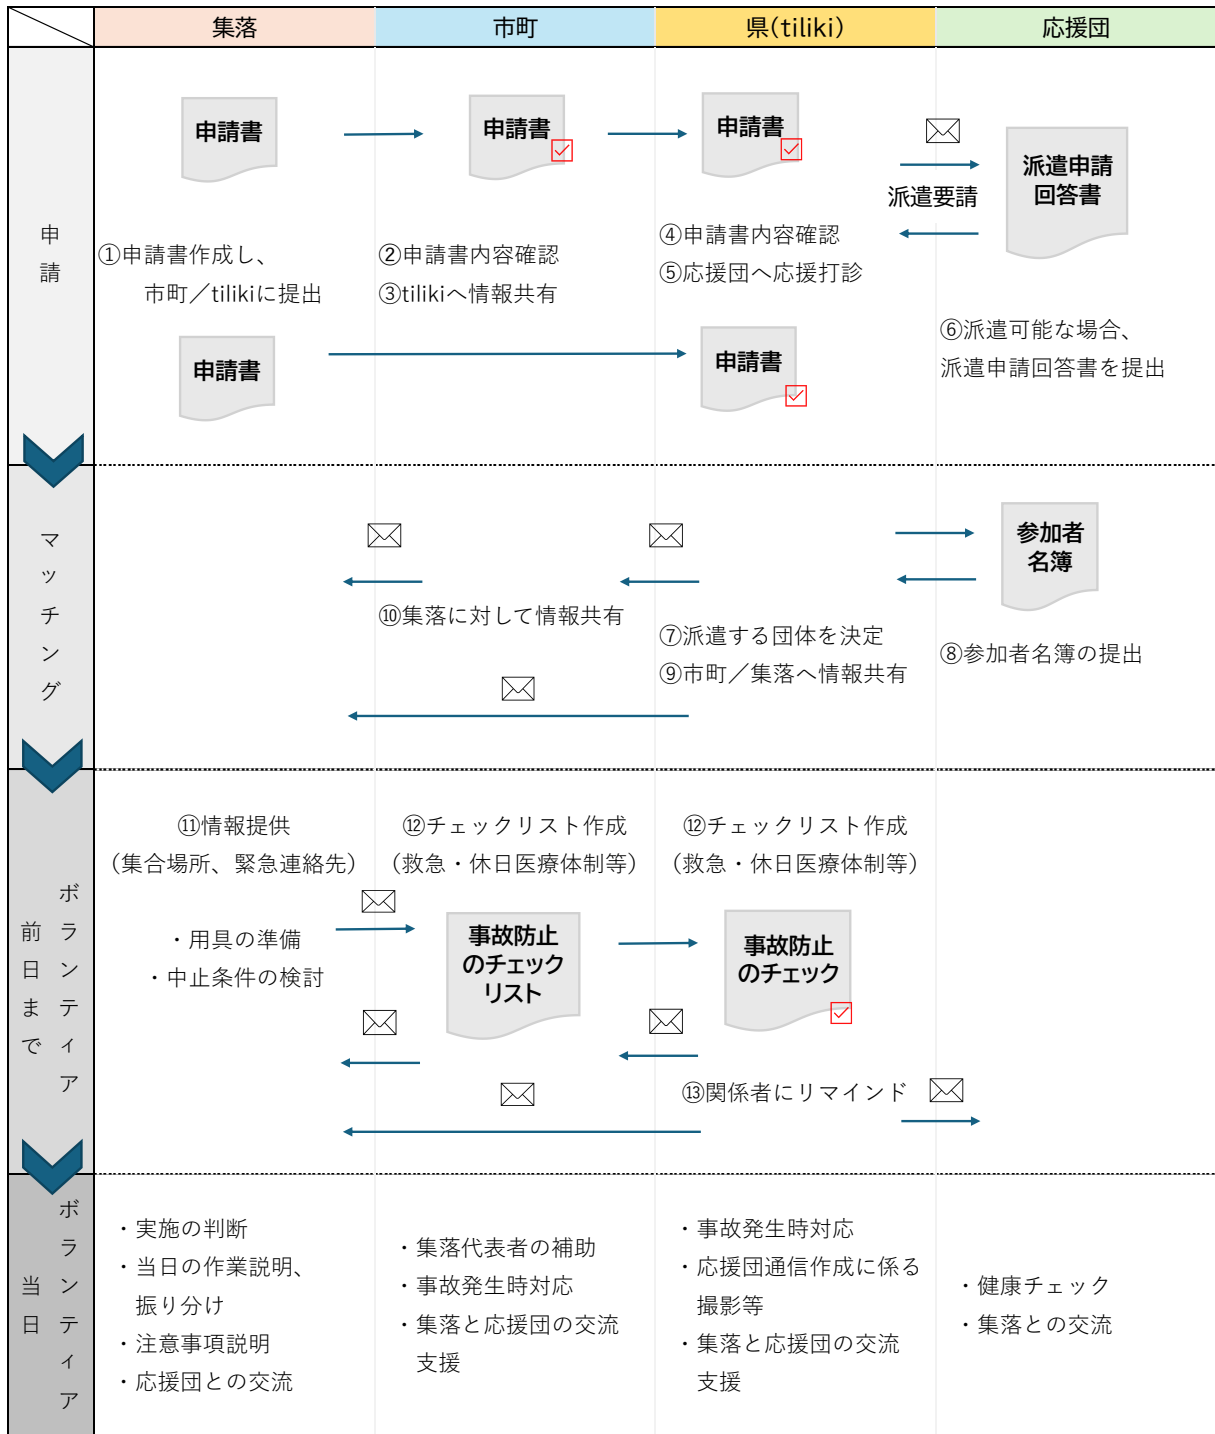 集落
市町
県(tiliki)
応援団
申請
申請書
申請書
申請書
派遣要請
派遣申請
回答書
①申請書作成し、
市町／tilikiに提出
②申請書内容確認
③tilikiへ情報共有
④申請書内容確認
⑤応援団へ応援打診
⑥派遣可能な場合、
派遣申請回答書を提出
申請書
申請書
マッチング
参加者
名簿
⑩集落に対して情報共有
⑦派遣する団体を決定
⑨市町／集落へ情報共有
⑧参加者名簿の提出
ボランティア
前日まで
⑪情報提供
（集合場所、緊急連絡先）
・用具の準備
・中止条件の検討
⑫チェックリスト作成
（救急・休日医療体制等）
事故防止
のチェック
リスト
⑫チェックリスト作成
（救急・休日医療体制等）
事故防止
のチェック
⑬関係者にリマインド
ボランティア
当日
・実施の判断
・当日の作業説明、
振り分け
・注意事項説明
・応援団との交流
・集落代表者の補助
・事故発生時対応
・集落と応援団の交流
支援
・事故発生時対応
・応援団通信作成に係る
撮影等
・集落と応援団の交流
支援
・健康チェック
・集落との交流